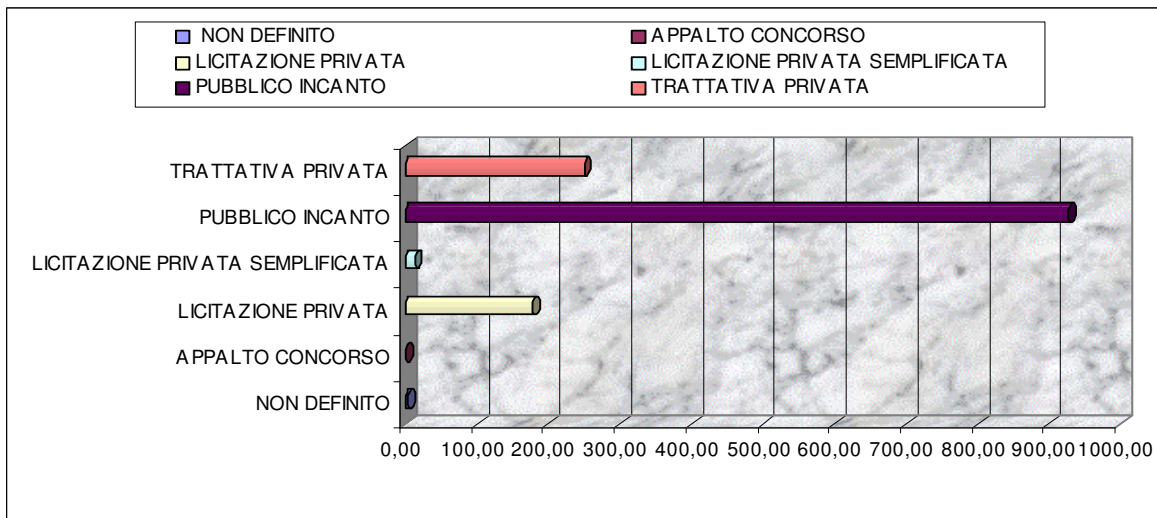 NON DEFINITO
APPALTO CONCORSO
LICITAZIONE PRIVATA
LICITAZIONE PRIVATA SEMPLIFICATA
PUBBLICO INCANTO
TRATTATIVA PRIVATA
TRATTATIVA PRIVATA
PUBBLICO INCANTO
LICITAZIONE PRIVATA SEMPLIFICATA
LICITAZIONE PRIVATA
APPALTO CONCORSO
NON DEFINITO
0,00 100,00 200,00 300,00 400,00 500,00 600,00 700,00 800,00 900,00 1000,00